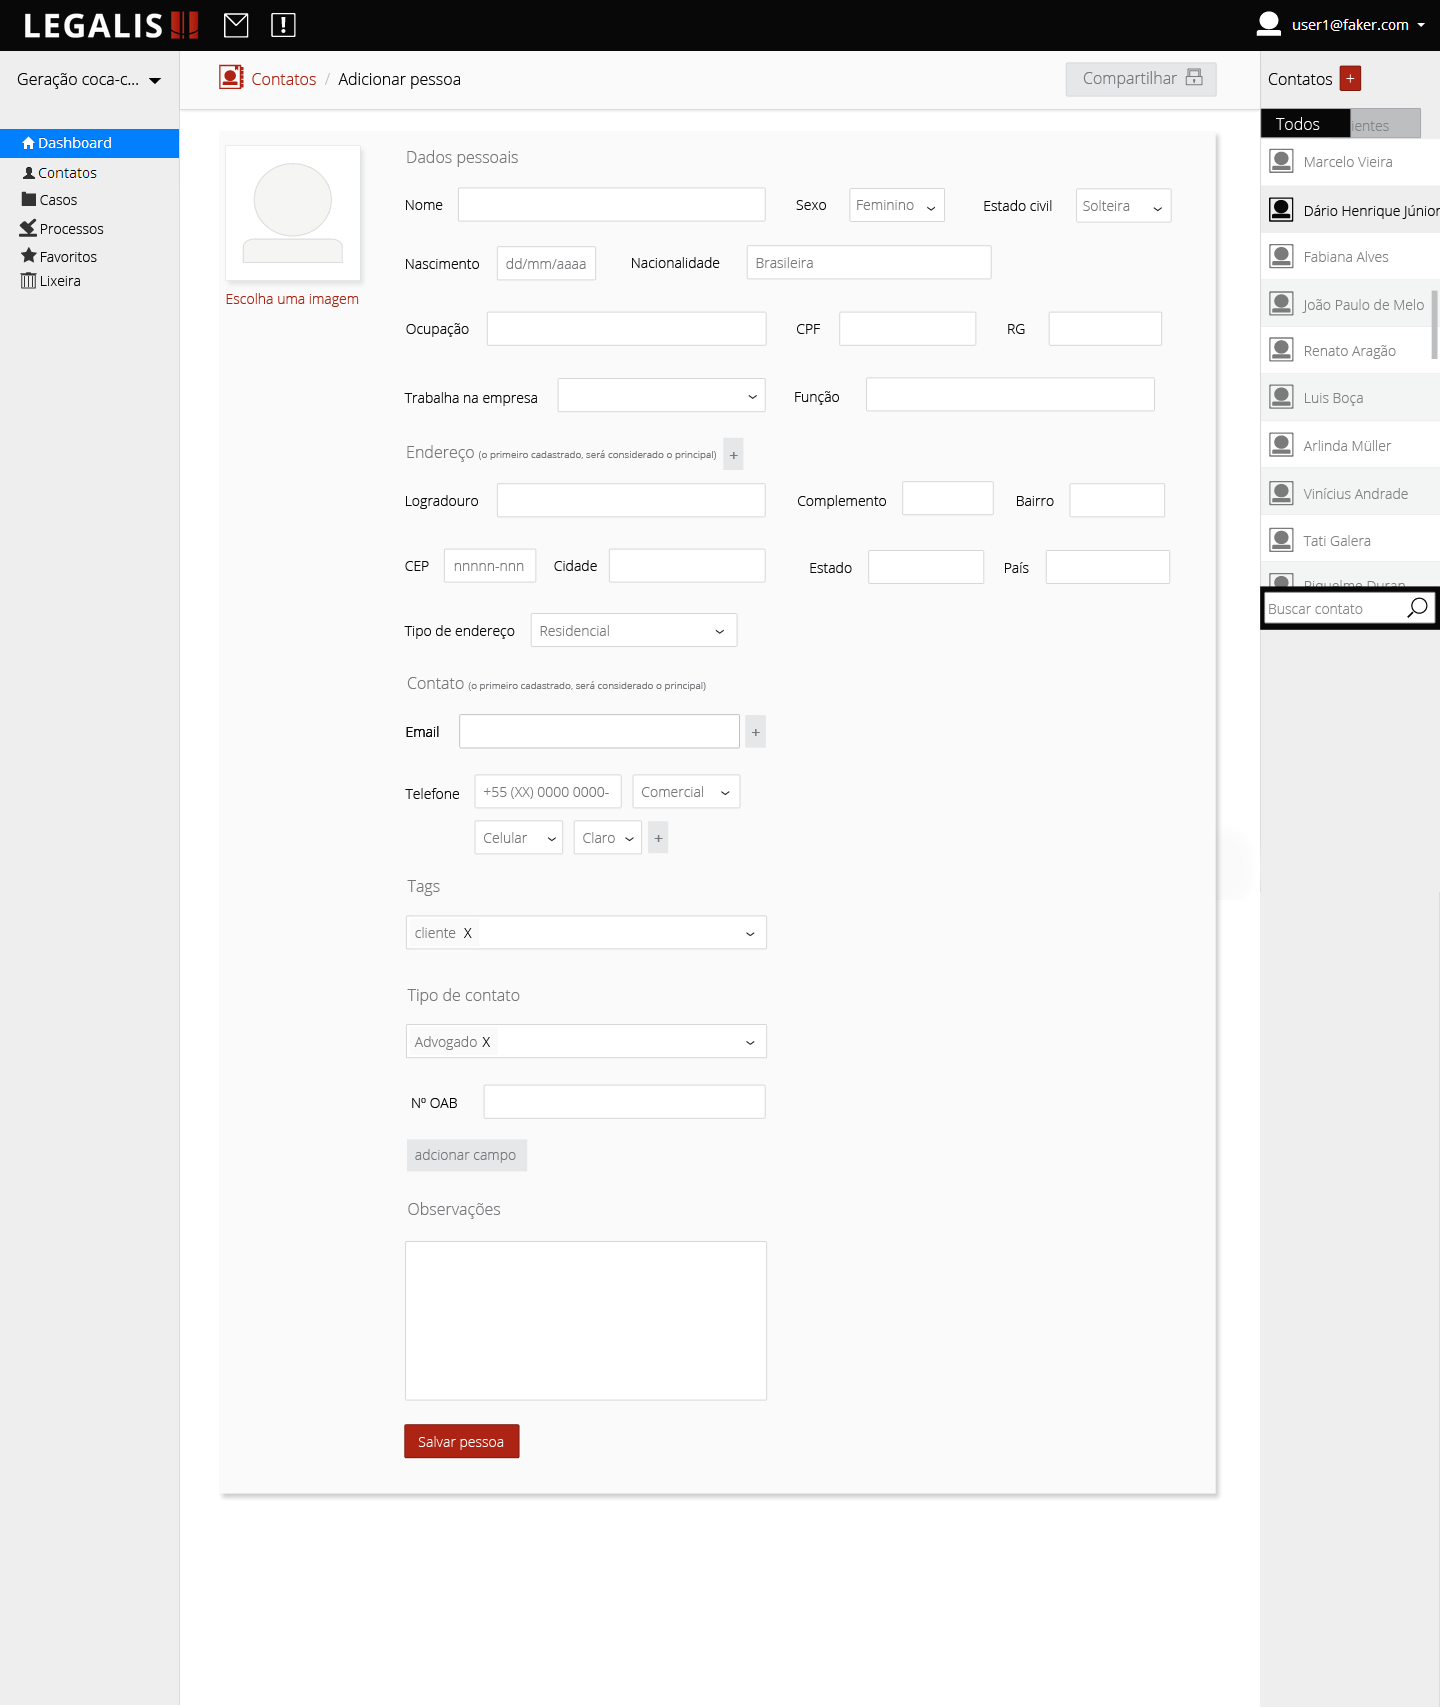 LEGALIS
user1@faker.com
Geração coca-c...
Dashboard
Contatos
Casos
Processos
Favoritos
Lixeira
Contatos / Adicionar pessoa
Compartilhar
Escolha uma imagem
Dados pessoais
Nome
Sexo Feminino
Estado civil Solteira
Nascimento dd/mm/aaaa
Nacionalidade Brasileira
Ocupação
CPF
RG
Trabalha na empresa
Função
Endereço (o primeiro cadastrado, será considerado o principal) +
Logradouro
Complemento
Bairro
CEP nnnnn-nnn
Cidade
Estado
País
Tipo de endereço Residencial
Contato (o primeiro cadastrado, será considerado o principal)
Email +
Telefone +55 (XX) 0000 0000- Comercial
Celular Claro +
Tags
cliente X
Tipo de contato
Advogado X
Nº OAB
adcionar campo
Observações
Salvar pessoa
Contatos +
Todos ientes
Marcelo Vieira
Dário Henrique Júnior
Fabiana Alves
João Paulo de Melo
Renato Aragão
Luis Boça
Arlinda Müller
Vinícius Andrade
Tati Galera
Riquelme Duran
Buscar contato